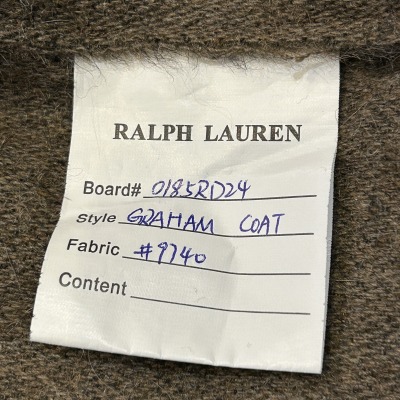 RALPH LAUREN
Board# 0185RD24
Style GRAHAM COAT
Fabric #9740
Content